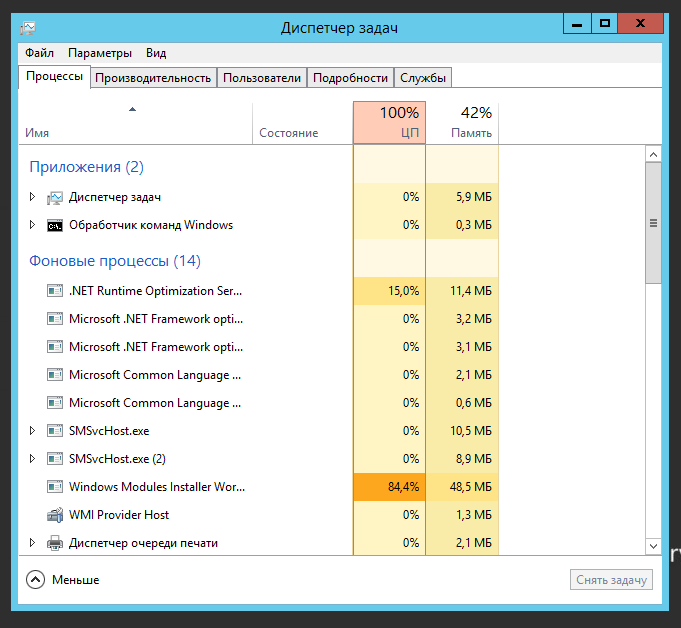 Диспетчер задач
Файл Параметры Вид
Процессы Производительность Пользователи Подробности Службы
100% 42%
Имя Состояние ЦП Память
Приложения (2)
Диспетчер задач 0% 5,9 МБ
C:\. Обработчик команд Windows 0% 0,3 МБ
Фоновые процессы (14)
.NET Runtime Optimization Ser... 15,0% 11,4 МБ
Microsoft .NET Framework opti... 0% 3,2 МБ
Microsoft .NET Framework opti... 0% 3,1 МБ
Microsoft Common Language ... 0% 2,1 МБ
Microsoft Common Language ... 0% 0,6 МБ
SMSvcHost.exe 0% 10,5 МБ
SMSvcHost.exe (2) 0% 8,9 МБ
Windows Modules Installer Wor... 84,4% 48,5 МБ
WMI Provider Host 0% 1,3 МБ
Диспетчер очереди печати 0% 2,1 МБ
Меньше Снять задачу